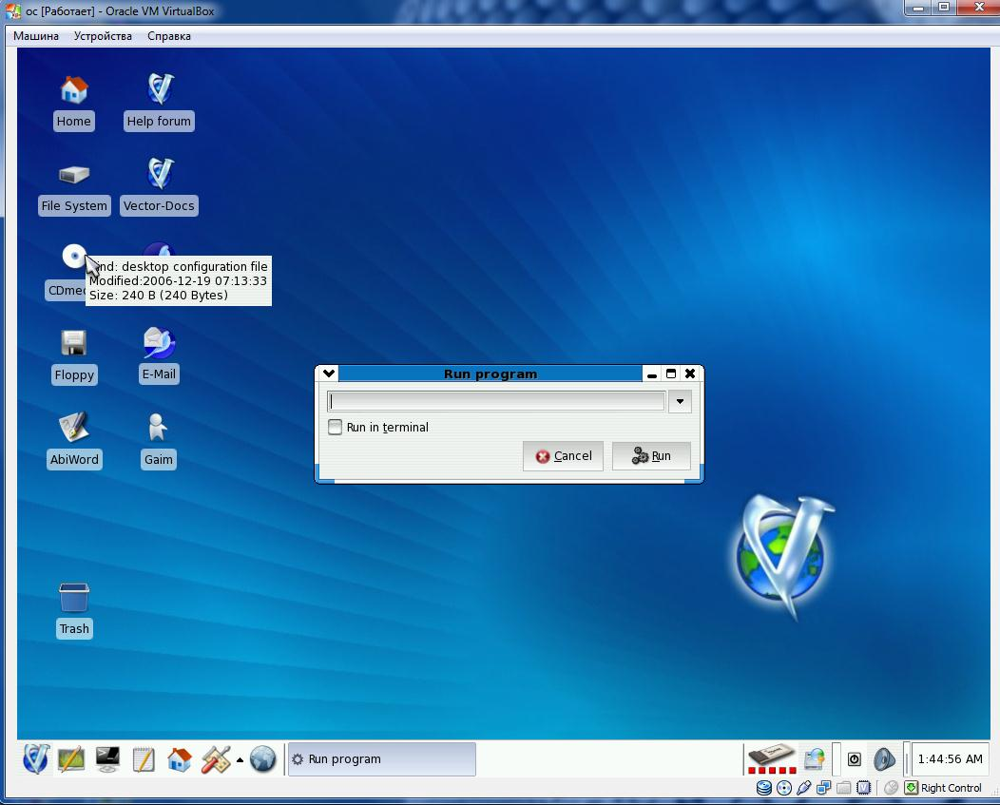 ос [Работает] - Oracle VM VirtualBox
Машина Устройства Справка
Home
Help forum
File System
Vector-Docs
nd: desktop configuration file
Modified:2006-12-19 07:13:33
Size: 240 B (240 Bytes)
Floppy
E-Mail
AbiWord
Gaim
Trash
Run program
Run in terminal
Cancel
Run
Run program
1:44:56 AM
Right Control